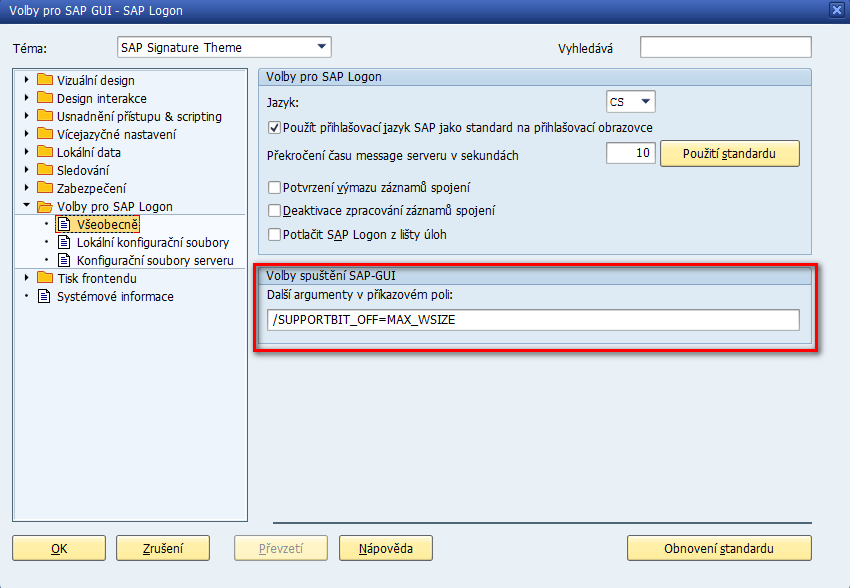 Volby pro SAP GUI - SAP Logon
Téma:
SAP Signature Theme
Vyhledává
Vizuální design
Design interakce
Usnadnění přístupu & scripting
Vícejazyčné nastavení
Lokální data
Sledování
Zabezpečení
Volby pro SAP Logon
Všeobecně
Lokální konfigurační soubory
Konfigurační soubory serveru
Tisk frontendu
Systémové informace
Volby pro SAP Logon
Jazyk:
CS
Použít přihlašovací jazyk SAP jako standard na přihlašovací obrazovce
Překročení času message serveru v sekundách
10
Použití standardu
Potvrzení výmazu záznamů spojení
Deaktivace zpracování záznamů spojení
Potlačit SAP Logon z lišty úloh
Volby spuštění SAP-GUI
Další argumenty v příkazovém poli:
/SUPPORTBIT_OFF=MAX_WSIZE
OK
Zrušení
Převzetí
Nápověda
Obnovení standardu